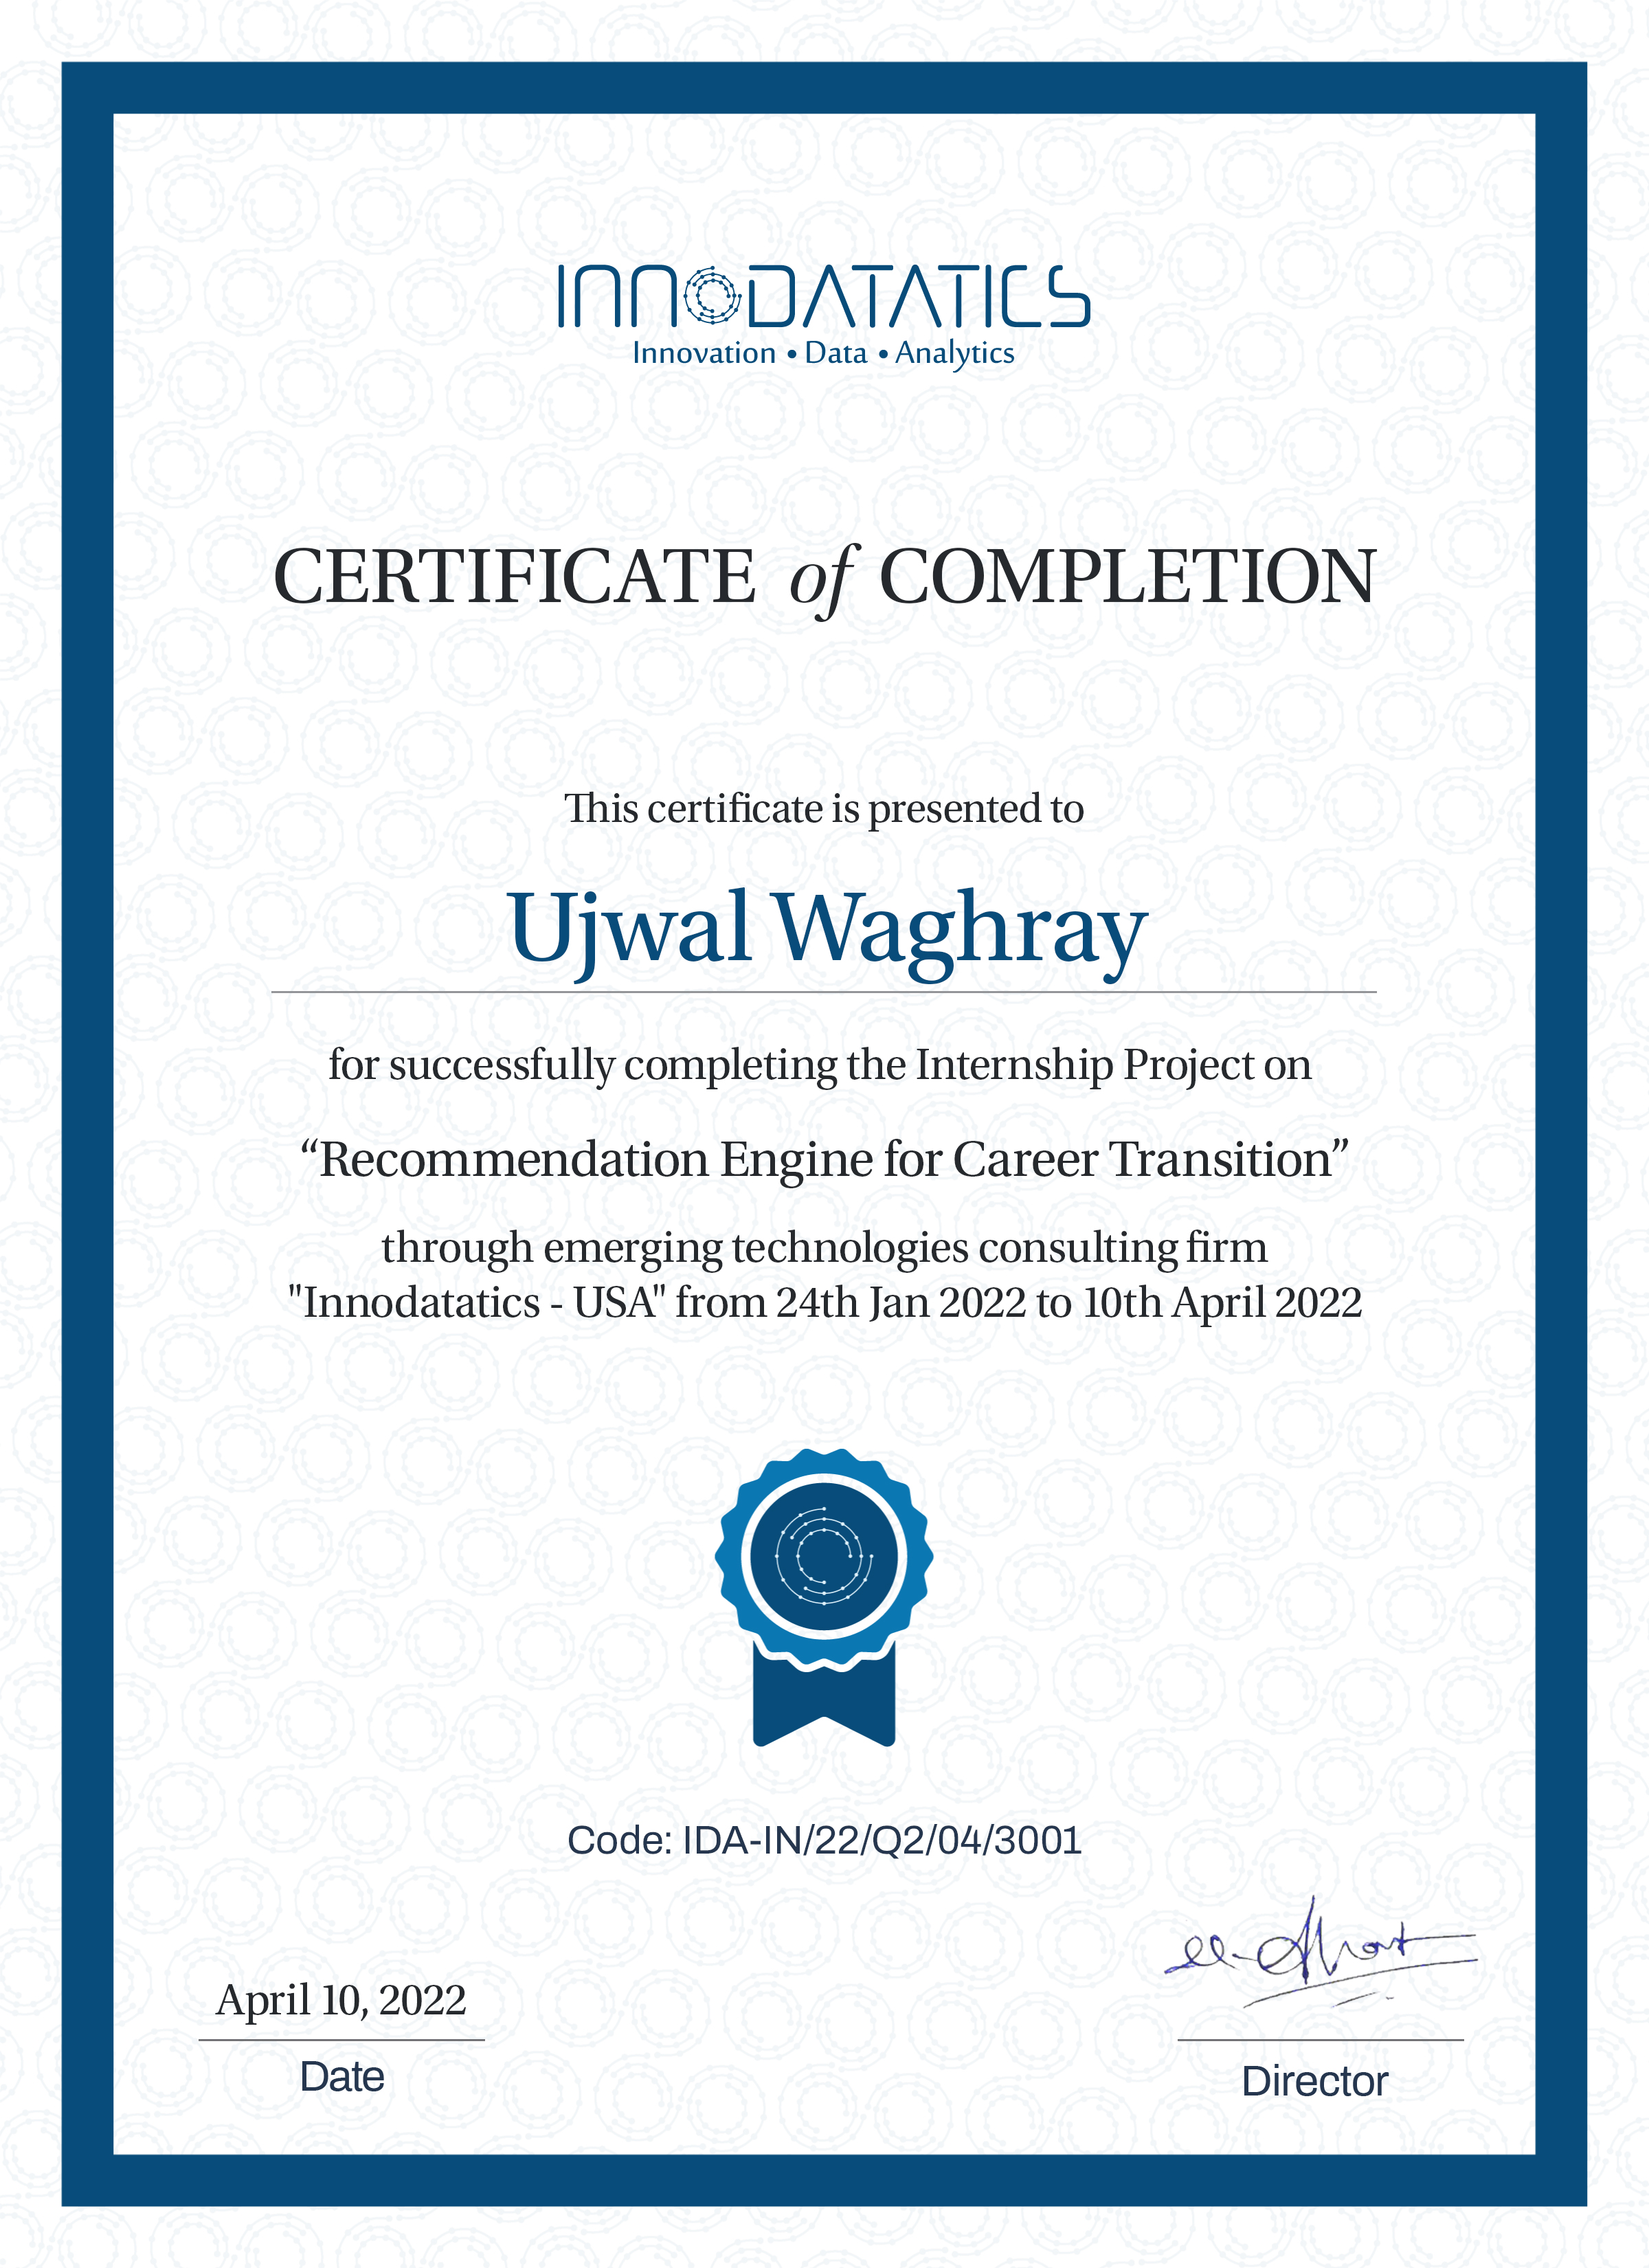 INNODATATICS
Innovation • Data • Analytics
CERTIFICATE of COMPLETION
This certificate is presented to
Ujwal Waghray
for successfully completing the Internship Project on
“Recommendation Engine for Career Transition”
through emerging technologies consulting firm
"Innodatatics - USA" from 24th Jan 2022 to 10th April 2022
Code: IDA-IN/22/Q2/04/3001
April 10, 2022
Date
Director